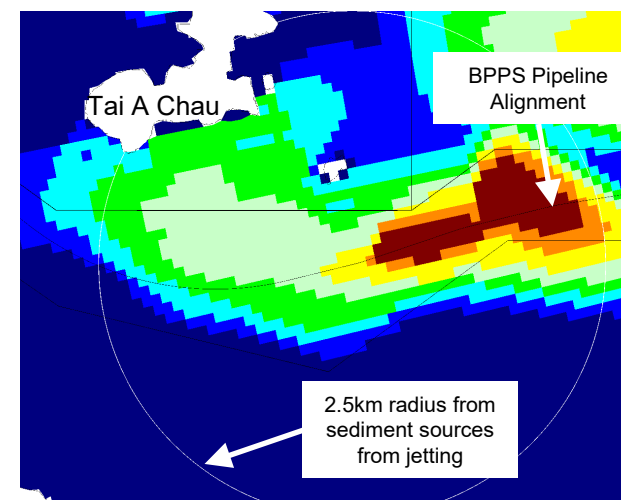 BPPS Pipeline
Alignment
Tai A Chau
2.5km radius from
sediment sources
from jetting